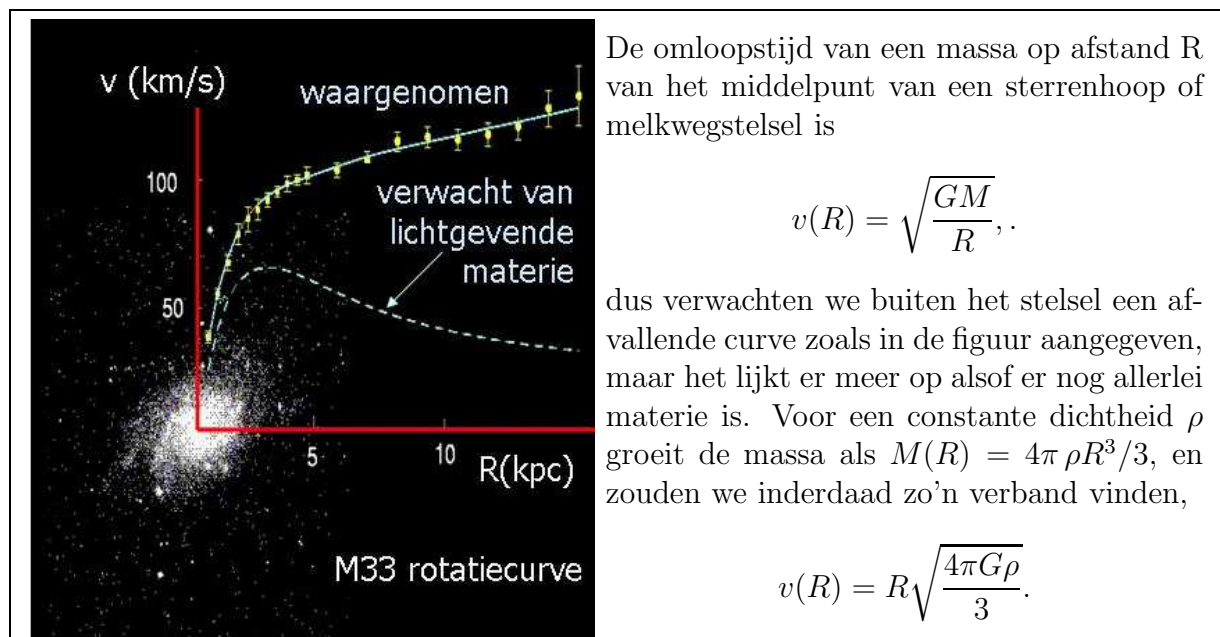 v (km/s)
waargenomen
100
verwacht van
lichtgevende
materie
50
5
10
R(kpc)
M33 rotatiecurve
De omloopstijd van een massa op afstand R
van het middelpunt van een sterrenhoop of
melkwegstelsel is
v(R) = √(GM/R), .
dus verwachten we buiten het stelsel een af-
vallende curve zoals in de figuur aangegeven,
maar het lijkt er meer op alsof er nog allerlei
materie is. Voor een constante dichtheid ρ
groeit de massa als M(R) = 4π ρR³/3, en
zouden we inderdaad zo'n verband vinden,
v(R) = R√(4πGρ/3).